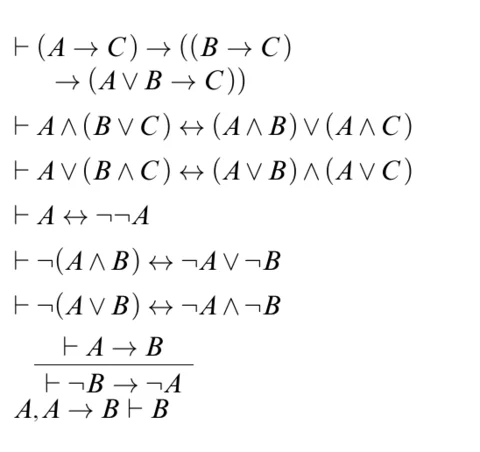 ⊢ (A → C) → ((B → C)
→ (A ∨ B → C))
⊢ A ∧ (B ∨ C) ↔ (A ∧ B) ∨ (A ∧ C)
⊢ A ∨ (B ∧ C) ↔ (A ∨ B) ∧ (A ∨ C)
⊢ A ↔ ¬¬A
⊢ ¬(A ∧ B) ↔ ¬A ∨ ¬B
⊢ ¬(A ∨ B) ↔ ¬A ∧ ¬B
⊢ A → B
⊢ ¬B → ¬A
A, A → B ⊢ B